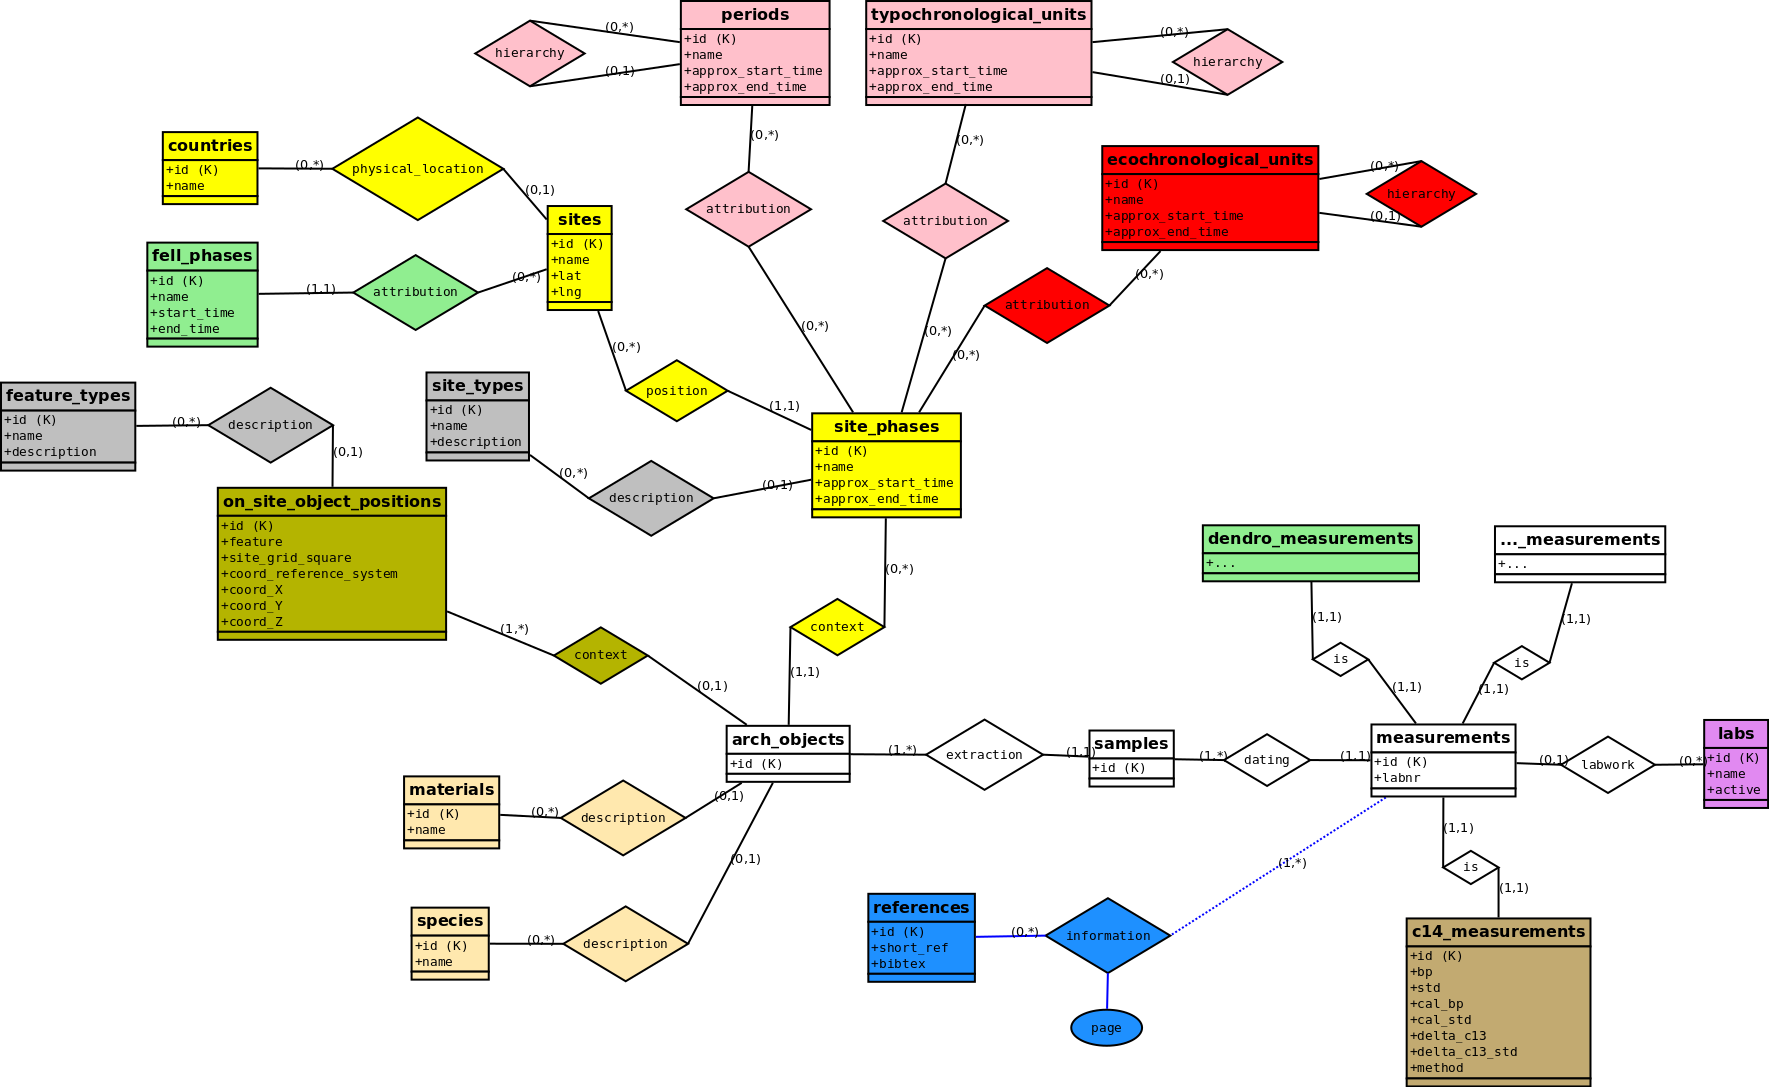 periods
+id (K)
+name
+approx_start_time
+approx_end_time
typochronological_units
+id (K)
+name
+approx_start_time
+approx_end_time
(0,*)
hierarchy
(0,1)
(0,*)
hierarchy
(0,1)
(0,*)
(0,*)
countries
+id (K)
+name
(0,*)
physical_location
(0,1)
ecochronological_units
+id (K)
+name
+approx_start_time
+approx_end_time
(0,*)
hierarchy
(0,1)
attribution
attribution
sites
+id (K)
+name
+lat
+lng
fell_phases
+id (K)
+name
+start_time
+end_time
(1,1)
attribution
(0,*)
(0,*)
attribution
(0,*)
(0,*)
(0,*)
(0,*)
position
(1,1)
feature_types
+id (K)
+name
+description
(0,*)
description
(0,1)
site_types
+id (K)
+name
+description
(0,*)
description
(0,1)
site_phases
+id (K)
+name
+approx_start_time
+approx_end_time
on_site_object_positions
+id (K)
+feature
+site_grid_square
+coord_reference_system
+coord_X
+coord_Y
+coord_Z
(1,*)
context
(0,1)
(0,*)
context
(1,1)
dendro_measurements
+...
..._measurements
+...
(1,1)
is
(1,1)
(1,1)
is
(1,1)
arch_objects
+id (K)
(1,*)
extraction
(1,1)
samples
+id (K)
(1,*)
dating
(1,1)
measurements
+id (K)
+labnr
(0,1)
labwork
(0,*)
labs
+id (K)
+name
+active
materials
+id (K)
+name
(0,*)
description
(0,1)
(0,1)
species
+id (K)
+name
(0,*)
description
references
+id (K)
+short_ref
+bibtex
(0,*)
information
(1,*)
page
(1,1)
is
(1,1)
c14_measurements
+id (K)
+bp
+std
+cal_bp
+cal_std
+delta_c13
+delta_c13_std
+method